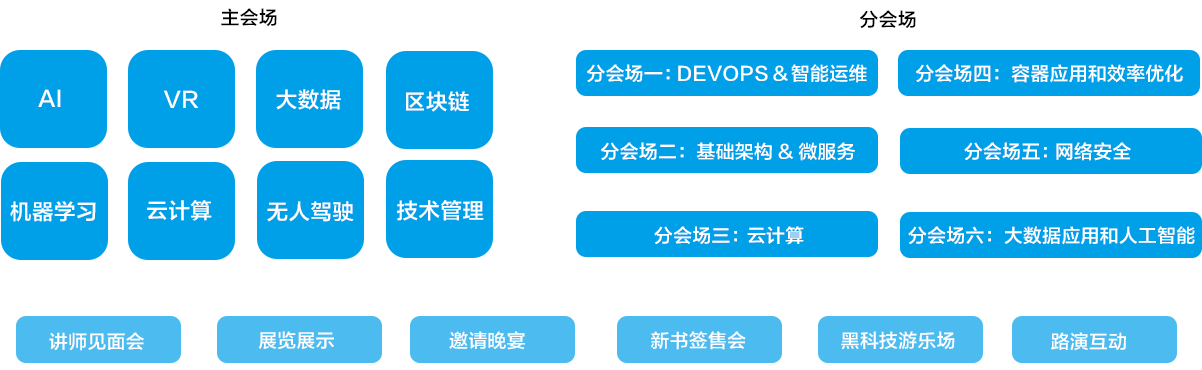 主会场
分会场
AI
VR
大数据
区块链
机器学习
云计算
无人驾驶
技术管理
分会场一：DEVOPS & 智能运维
分会场四：容器应用和效率优化
分会场二：基础架构 & 微服务
分会场五：网络安全
分会场三：云计算
分会场六：大数据应用和人工智能
讲师见面会
展览展示
邀请晚宴
新书签售会
黑科技游乐场
路演互动